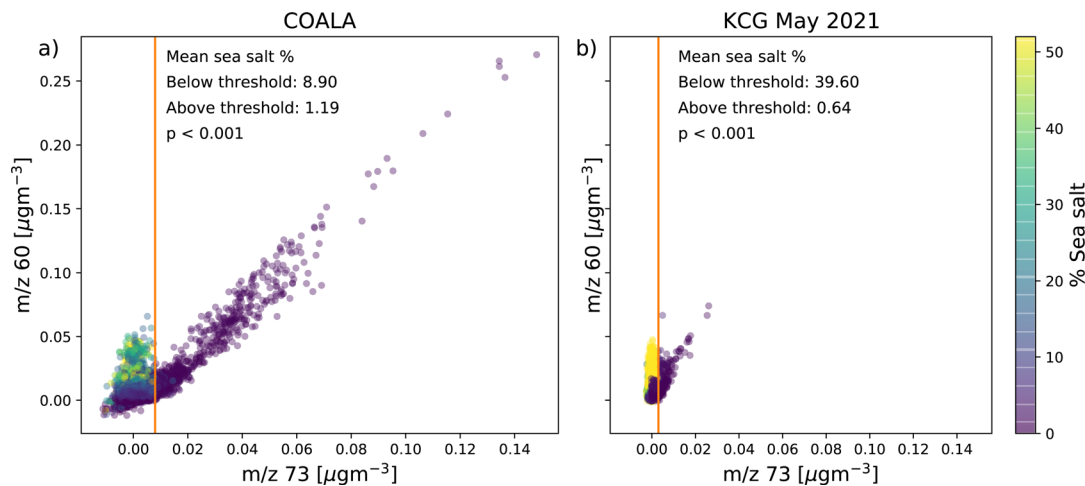 COALA
a)
Mean sea salt %
Below threshold: 8.90
Above threshold: 1.19
p < 0.001
0.25
0.20
0.15
0.10
0.05
0.00
m/z 60 [μgm⁻³]
0.00 0.02 0.04 0.06 0.08 0.10 0.12 0.14
m/z 73 [μgm⁻³]
KCG May 2021
b)
Mean sea salt %
Below threshold: 39.60
Above threshold: 0.64
p < 0.001
m/z 60 [μgm⁻³]
0.00 0.02 0.04 0.06 0.08 0.10 0.12 0.14
m/z 73 [μgm⁻³]
50
40
30
20
10
0
% Sea salt